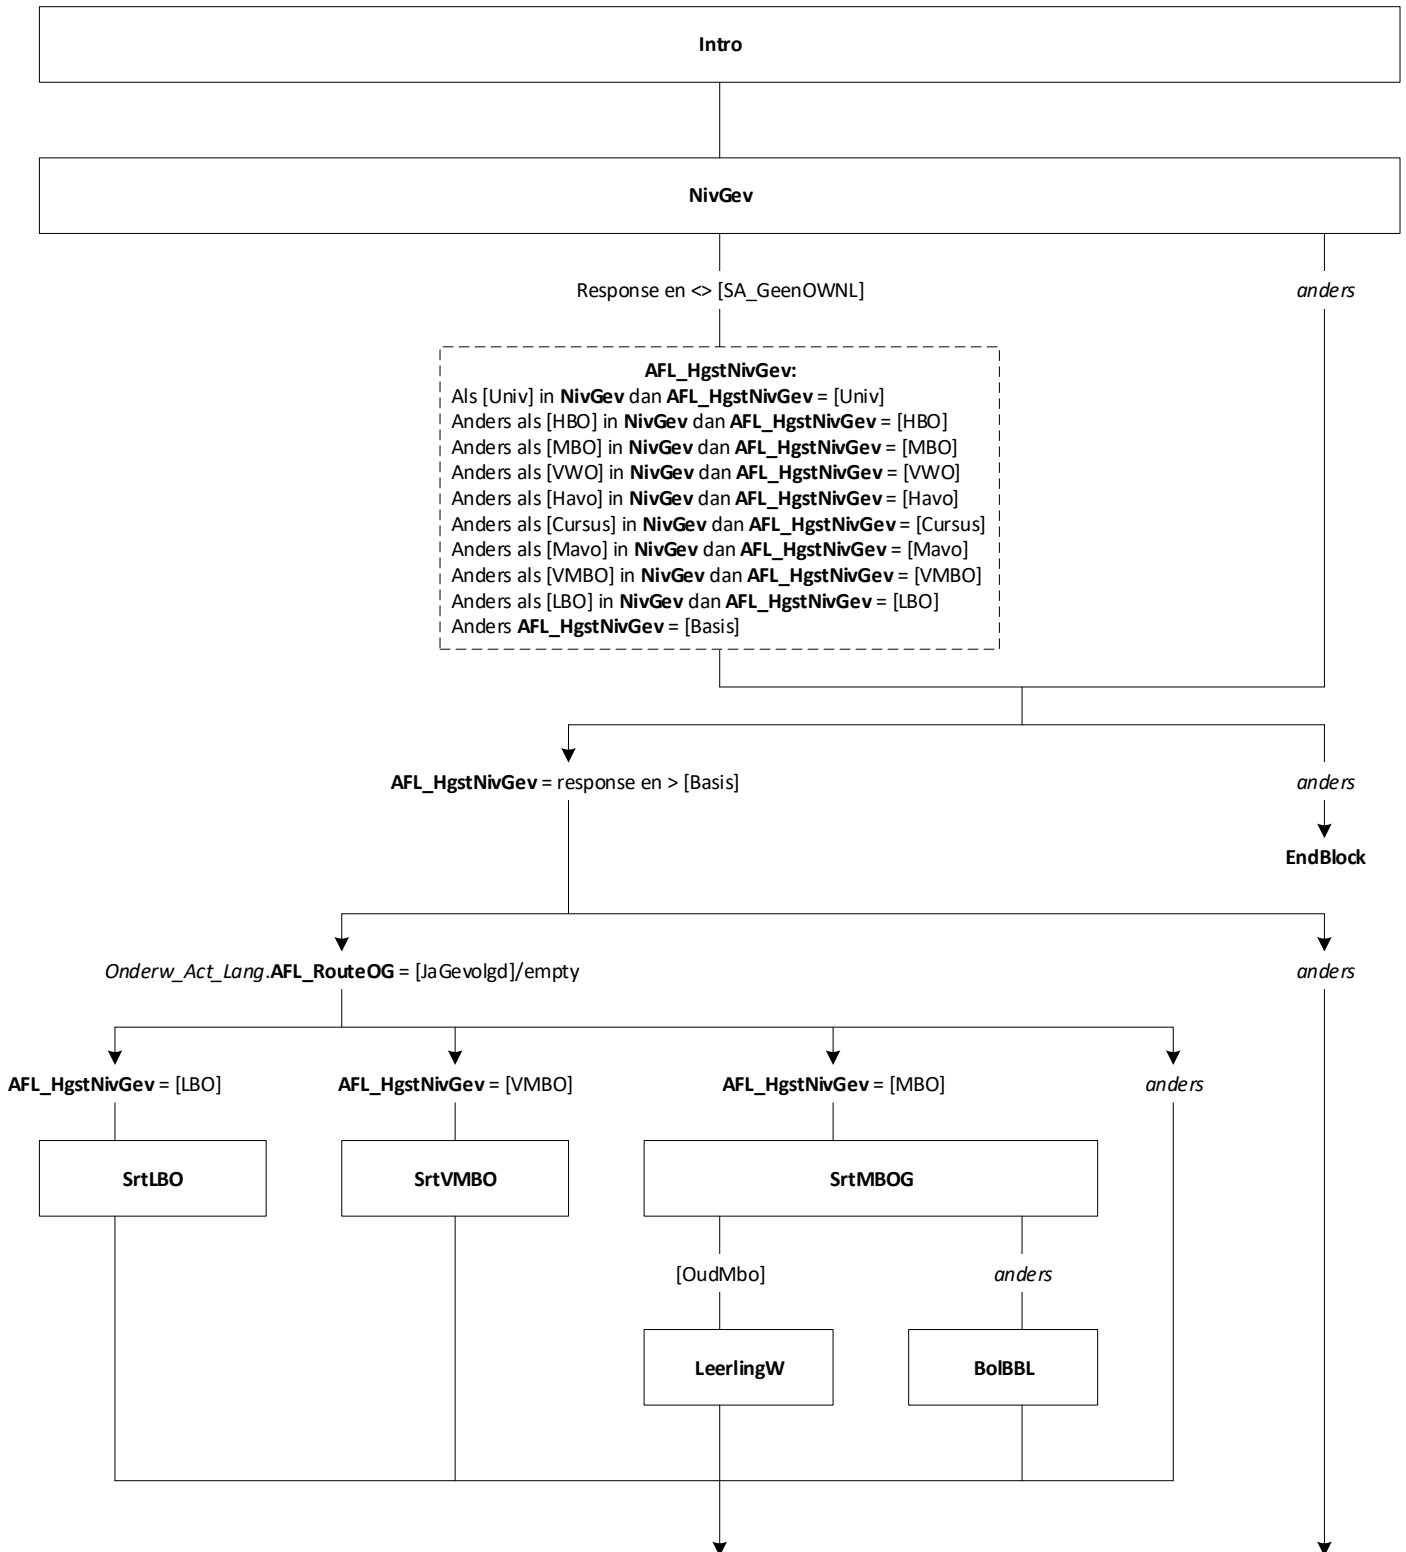 Intro
NivGev
Response en <> [SA_GeenOWNL]
anders
AFL_HgstNivGev:
Als [Univ] in NivGev dan AFL_HgstNivGev = [Univ]
Anders als [HBO] in NivGev dan AFL_HgstNivGev = [HBO]
Anders als [MBO] in NivGev dan AFL_HgstNivGev = [MBO]
Anders als [VWO] in NivGev dan AFL_HgstNivGev = [VWO]
Anders als [Havo] in NivGev dan AFL_HgstNivGev = [Havo]
Anders als [Cursus] in NivGev dan AFL_HgstNivGev = [Cursus]
Anders als [Mavo] in NivGev dan AFL_HgstNivGev = [Mavo]
Anders als [VMBO] in NivGev dan AFL_HgstNivGev = [VMBO]
Anders als [LBO] in NivGev dan AFL_HgstNivGev = [LBO]
Anders AFL_HgstNivGev = [Basis]
AFL_HgstNivGev = response en > [Basis]
anders
EndBlock
Onderw_Act_Lang.AFL_RouteOG = [JaGevolgd]/empty
anders
AFL_HgstNivGev = [LBO]
AFL_HgstNivGev = [VMBO]
AFL_HgstNivGev = [MBO]
anders
SrtLBO
SrtVMBO
SrtMBOG
[OudMbo]
anders
LeerlingW
BolBBL